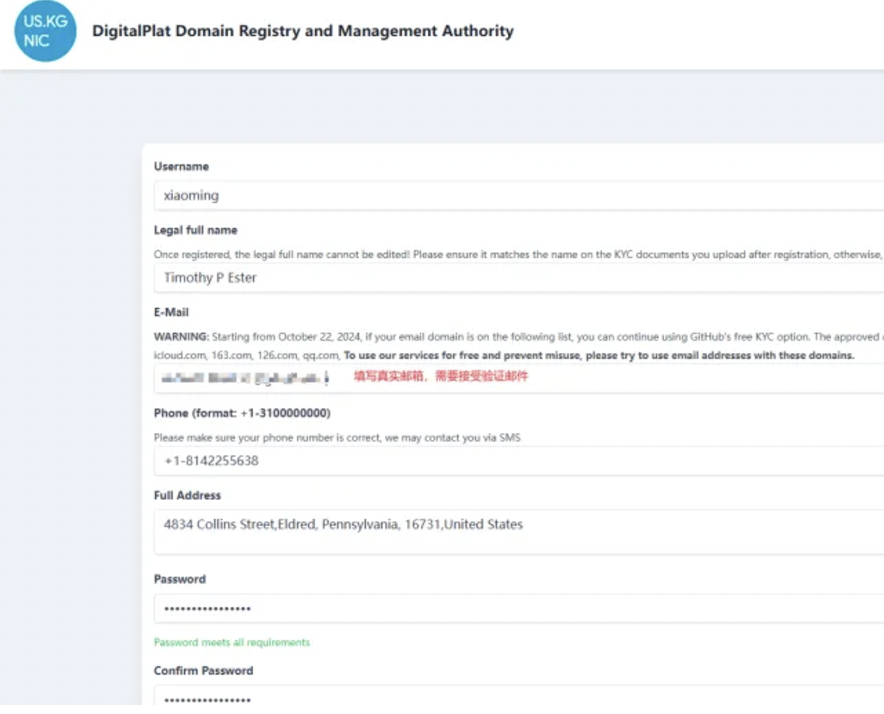 US.KG
NIC
DigitalPlat Domain Registry and Management Authority
Username
xiaoming
Legal full name
Once registered, the legal full name cannot be edited! Please ensure it matches the name on the KYC documents you upload after registration, otherwise,
Timothy P Ester
E-Mail
WARNING: Starting from October 22, 2024, if your email domain is on the following list, you can continue using GitHub's free KYC option. The approved
icloud.com, 163.com, 126.com, qq.com, To use our services for free and prevent misuse, please try to use email addresses with these domains.
填写真实邮箱，需要接受验证邮件
Phone (format: +1-3100000000)
Please make sure your phone number is correct, we may contact you via SMS
+1-8142255638
Full Address
4834 Collins Street,Eldred, Pennsylvania, 16731,United States
Password
••••••••••••••••
Password meets all requirements
Confirm Password
••••••••••••••••